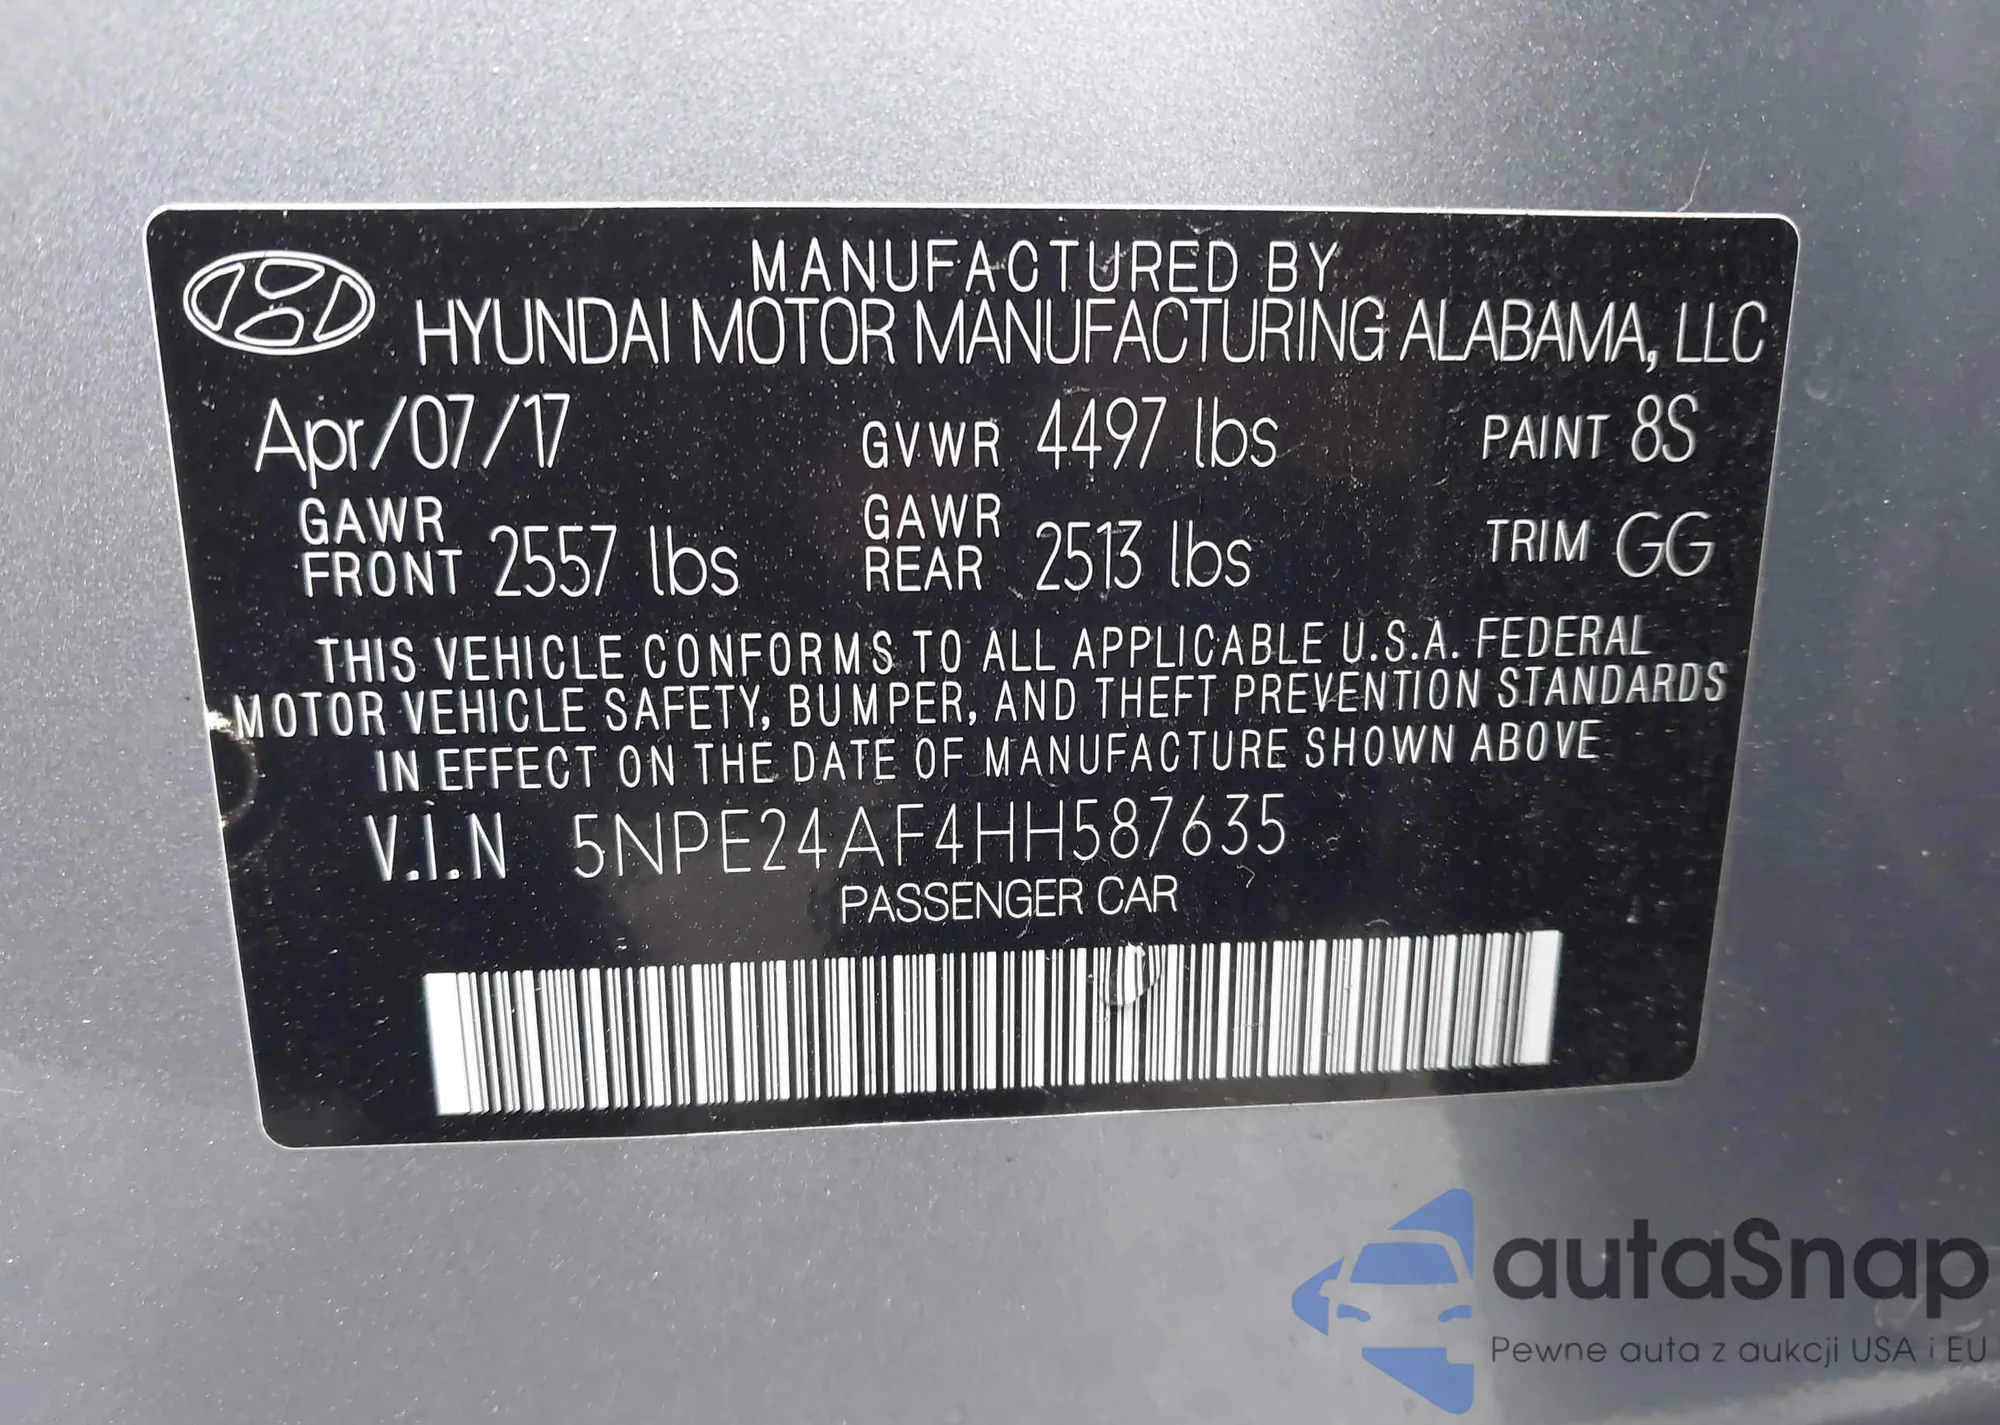 MANUFACTURED BY
HYUNDAI MOTOR MANUFACTURING ALABAMA, LLC
Apr/07/17 GVWR 4497 lbs PAINT 8S
GAWR FRONT 2557 lbs GAWR REAR 2513 lbs TRIM GG
THIS VEHICLE CONFORMS TO ALL APPLICABLE U.S.A. FEDERAL
MOTOR VEHICLE SAFETY, BUMPER, AND THEFT PREVENTION STANDARDS
IN EFFECT ON THE DATE OF MANUFACTURE SHOWN ABOVE
V.I.N 5NPE24AF4HH587635
PASSENGER CAR
autaSnap
Pewne auta z aukcji USA i EU